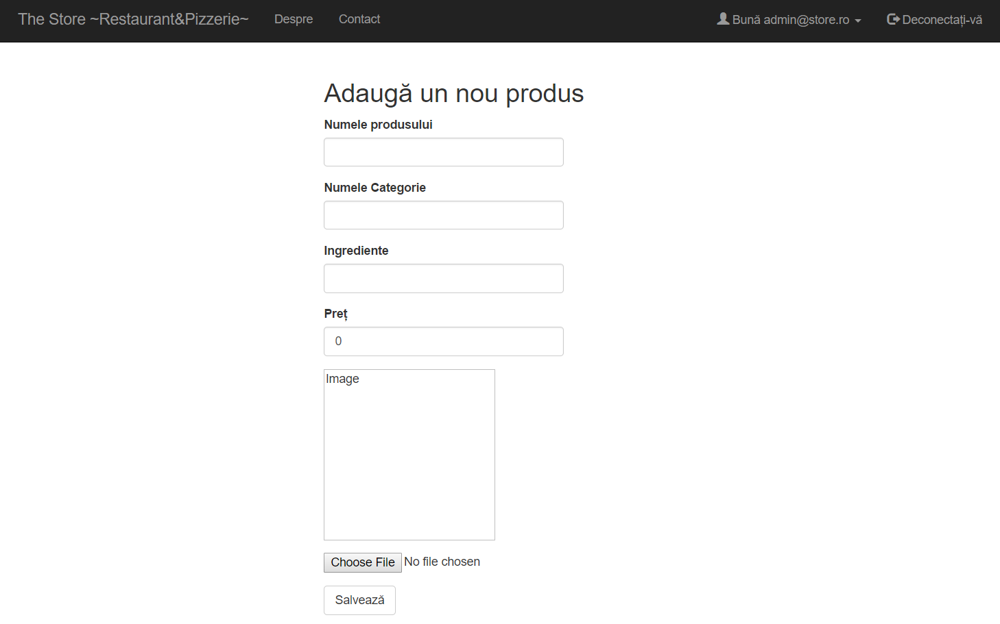 The Store ~Restaurant&Pizzerie~ Despre Contact Bună admin@store.ro Deconectați-vă
Adaugă un nou produs
Numele produsului
Numele Categorie
Ingrediente
Preț
0
Image
Choose File No file chosen
Salvează